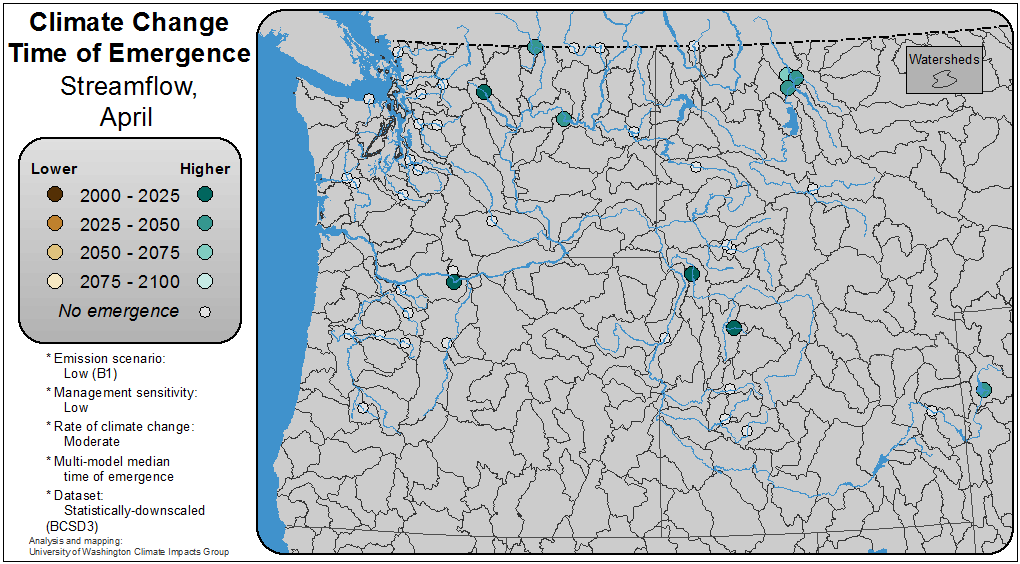 Climate Change
Time of Emergence
Streamflow,
April
Lower Higher
2000 - 2025
2025 - 2050
2050 - 2075
2075 - 2100
No emergence
* Emission scenario:
Low (B1)
* Management sensitivity:
Low
* Rate of climate change:
Moderate
* Multi-model median
time of emergence
* Dataset:
Statistically-downscaled
(BCSD3)
Analysis and mapping:
University of Washington Climate Impacts Group
Watersheds